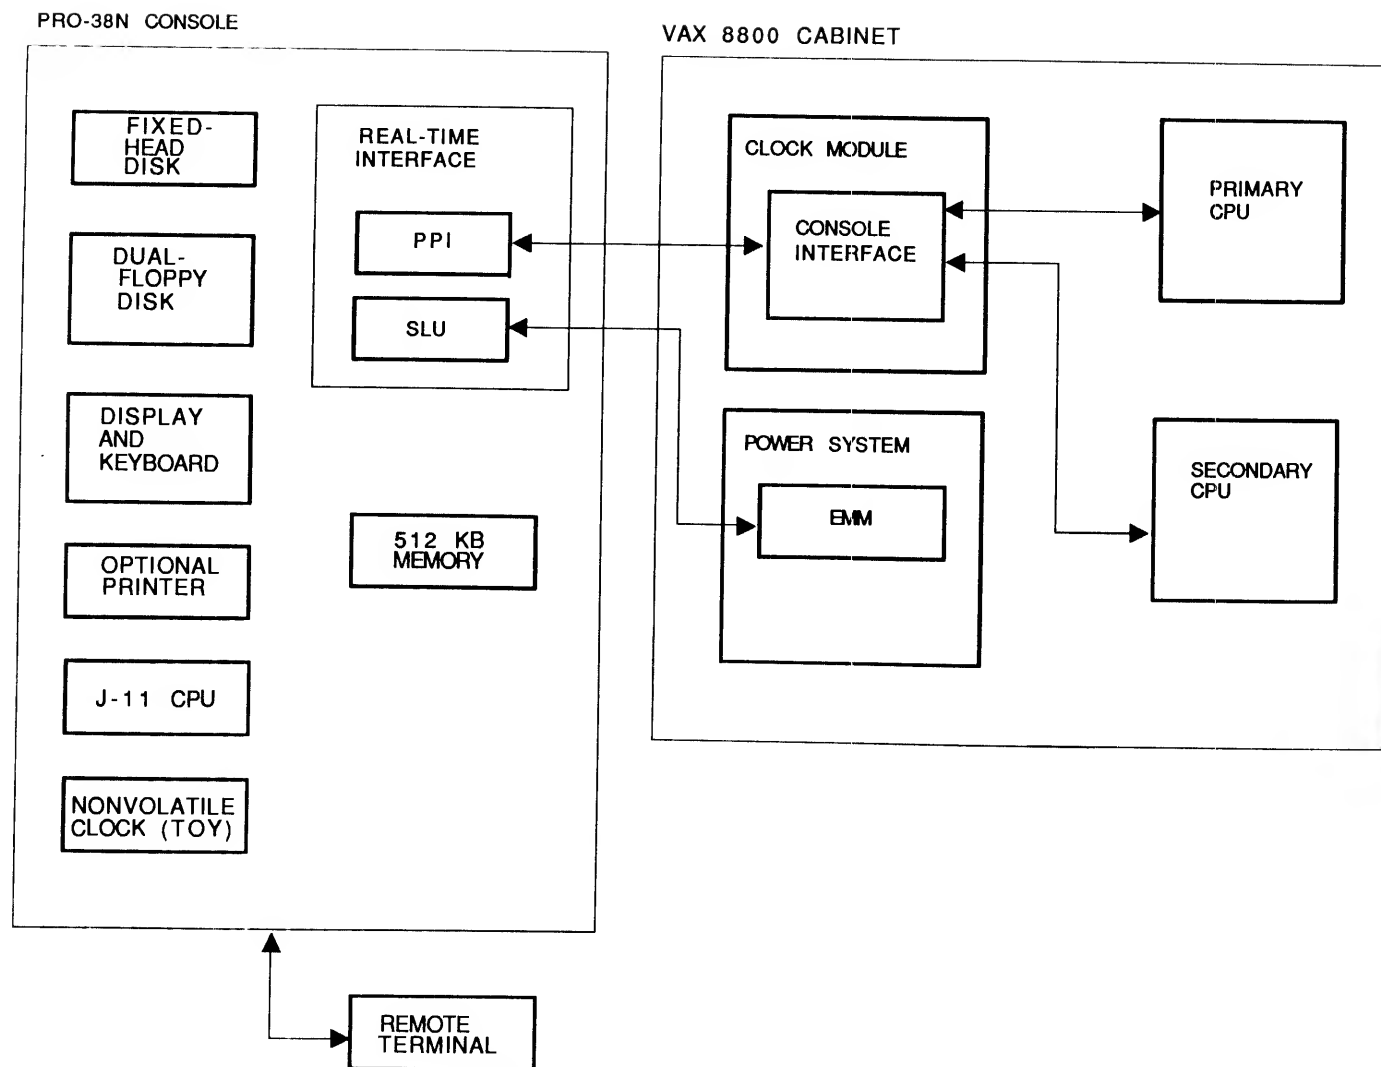 PRO-38N CONSOLE
FIXED-
HEAD
DISK
DUAL-
FLOPPY
DISK
DISPLAY
AND
KEYBOARD
OPTIONAL
PRINTER
J-11 CPU
NONVOLATILE
CLOCK (TOY)
REAL-TIME
INTERFACE
PPI
SLU
512 KB
MEMORY
REMOTE
TERMINAL
VAX 8800 CABINET
CLOCK MODULE
CONSOLE
INTERFACE
POWER SYSTEM
EMM
PRIMARY
CPU
SECONDARY
CPU